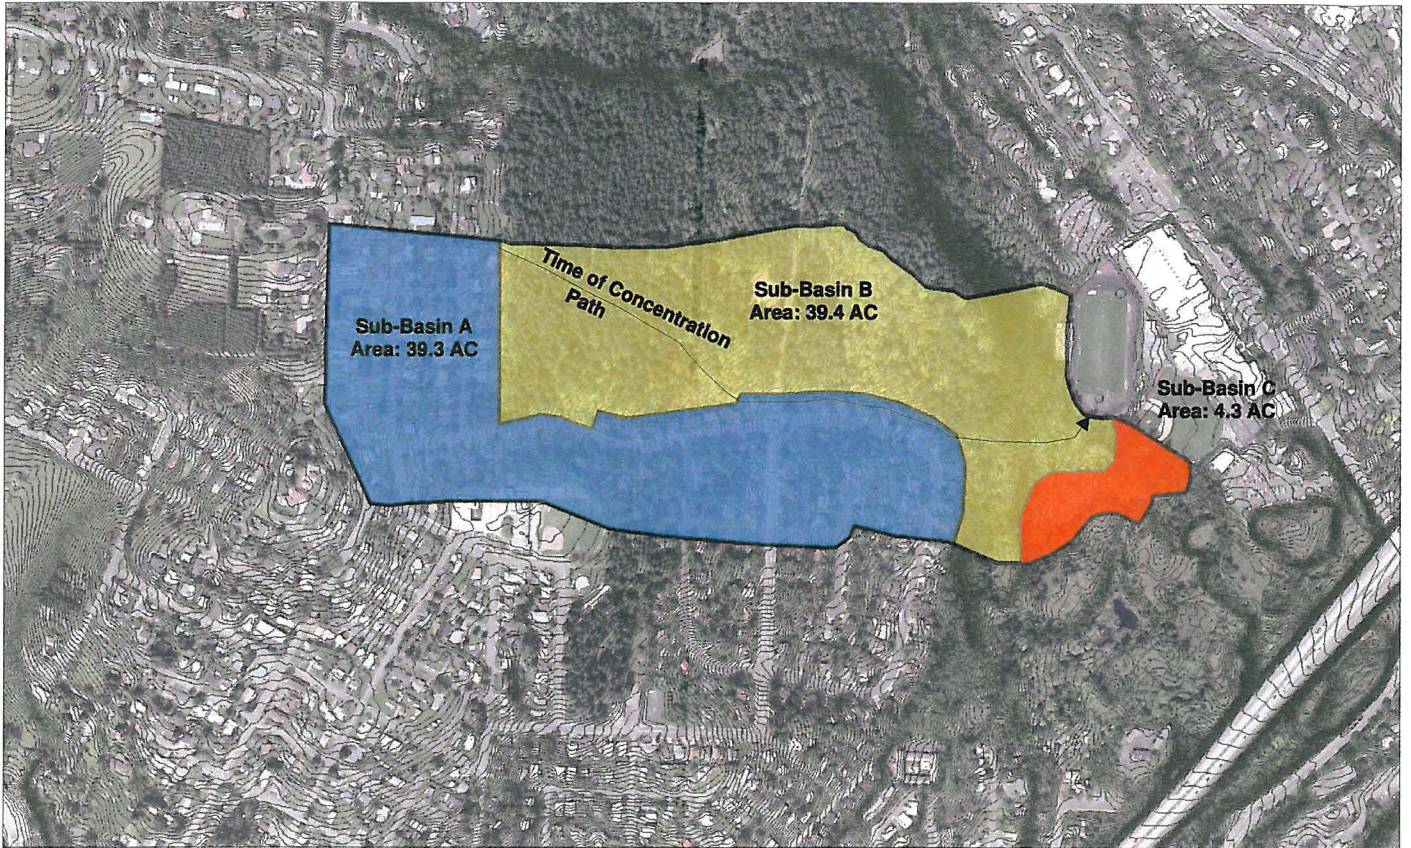 Time of Concentration
Path
Sub-Basin B
Area: 39.4 AC
Sub-Basin A
Area: 39.3 AC
Sub-Basin C
Area: 4.3 AC